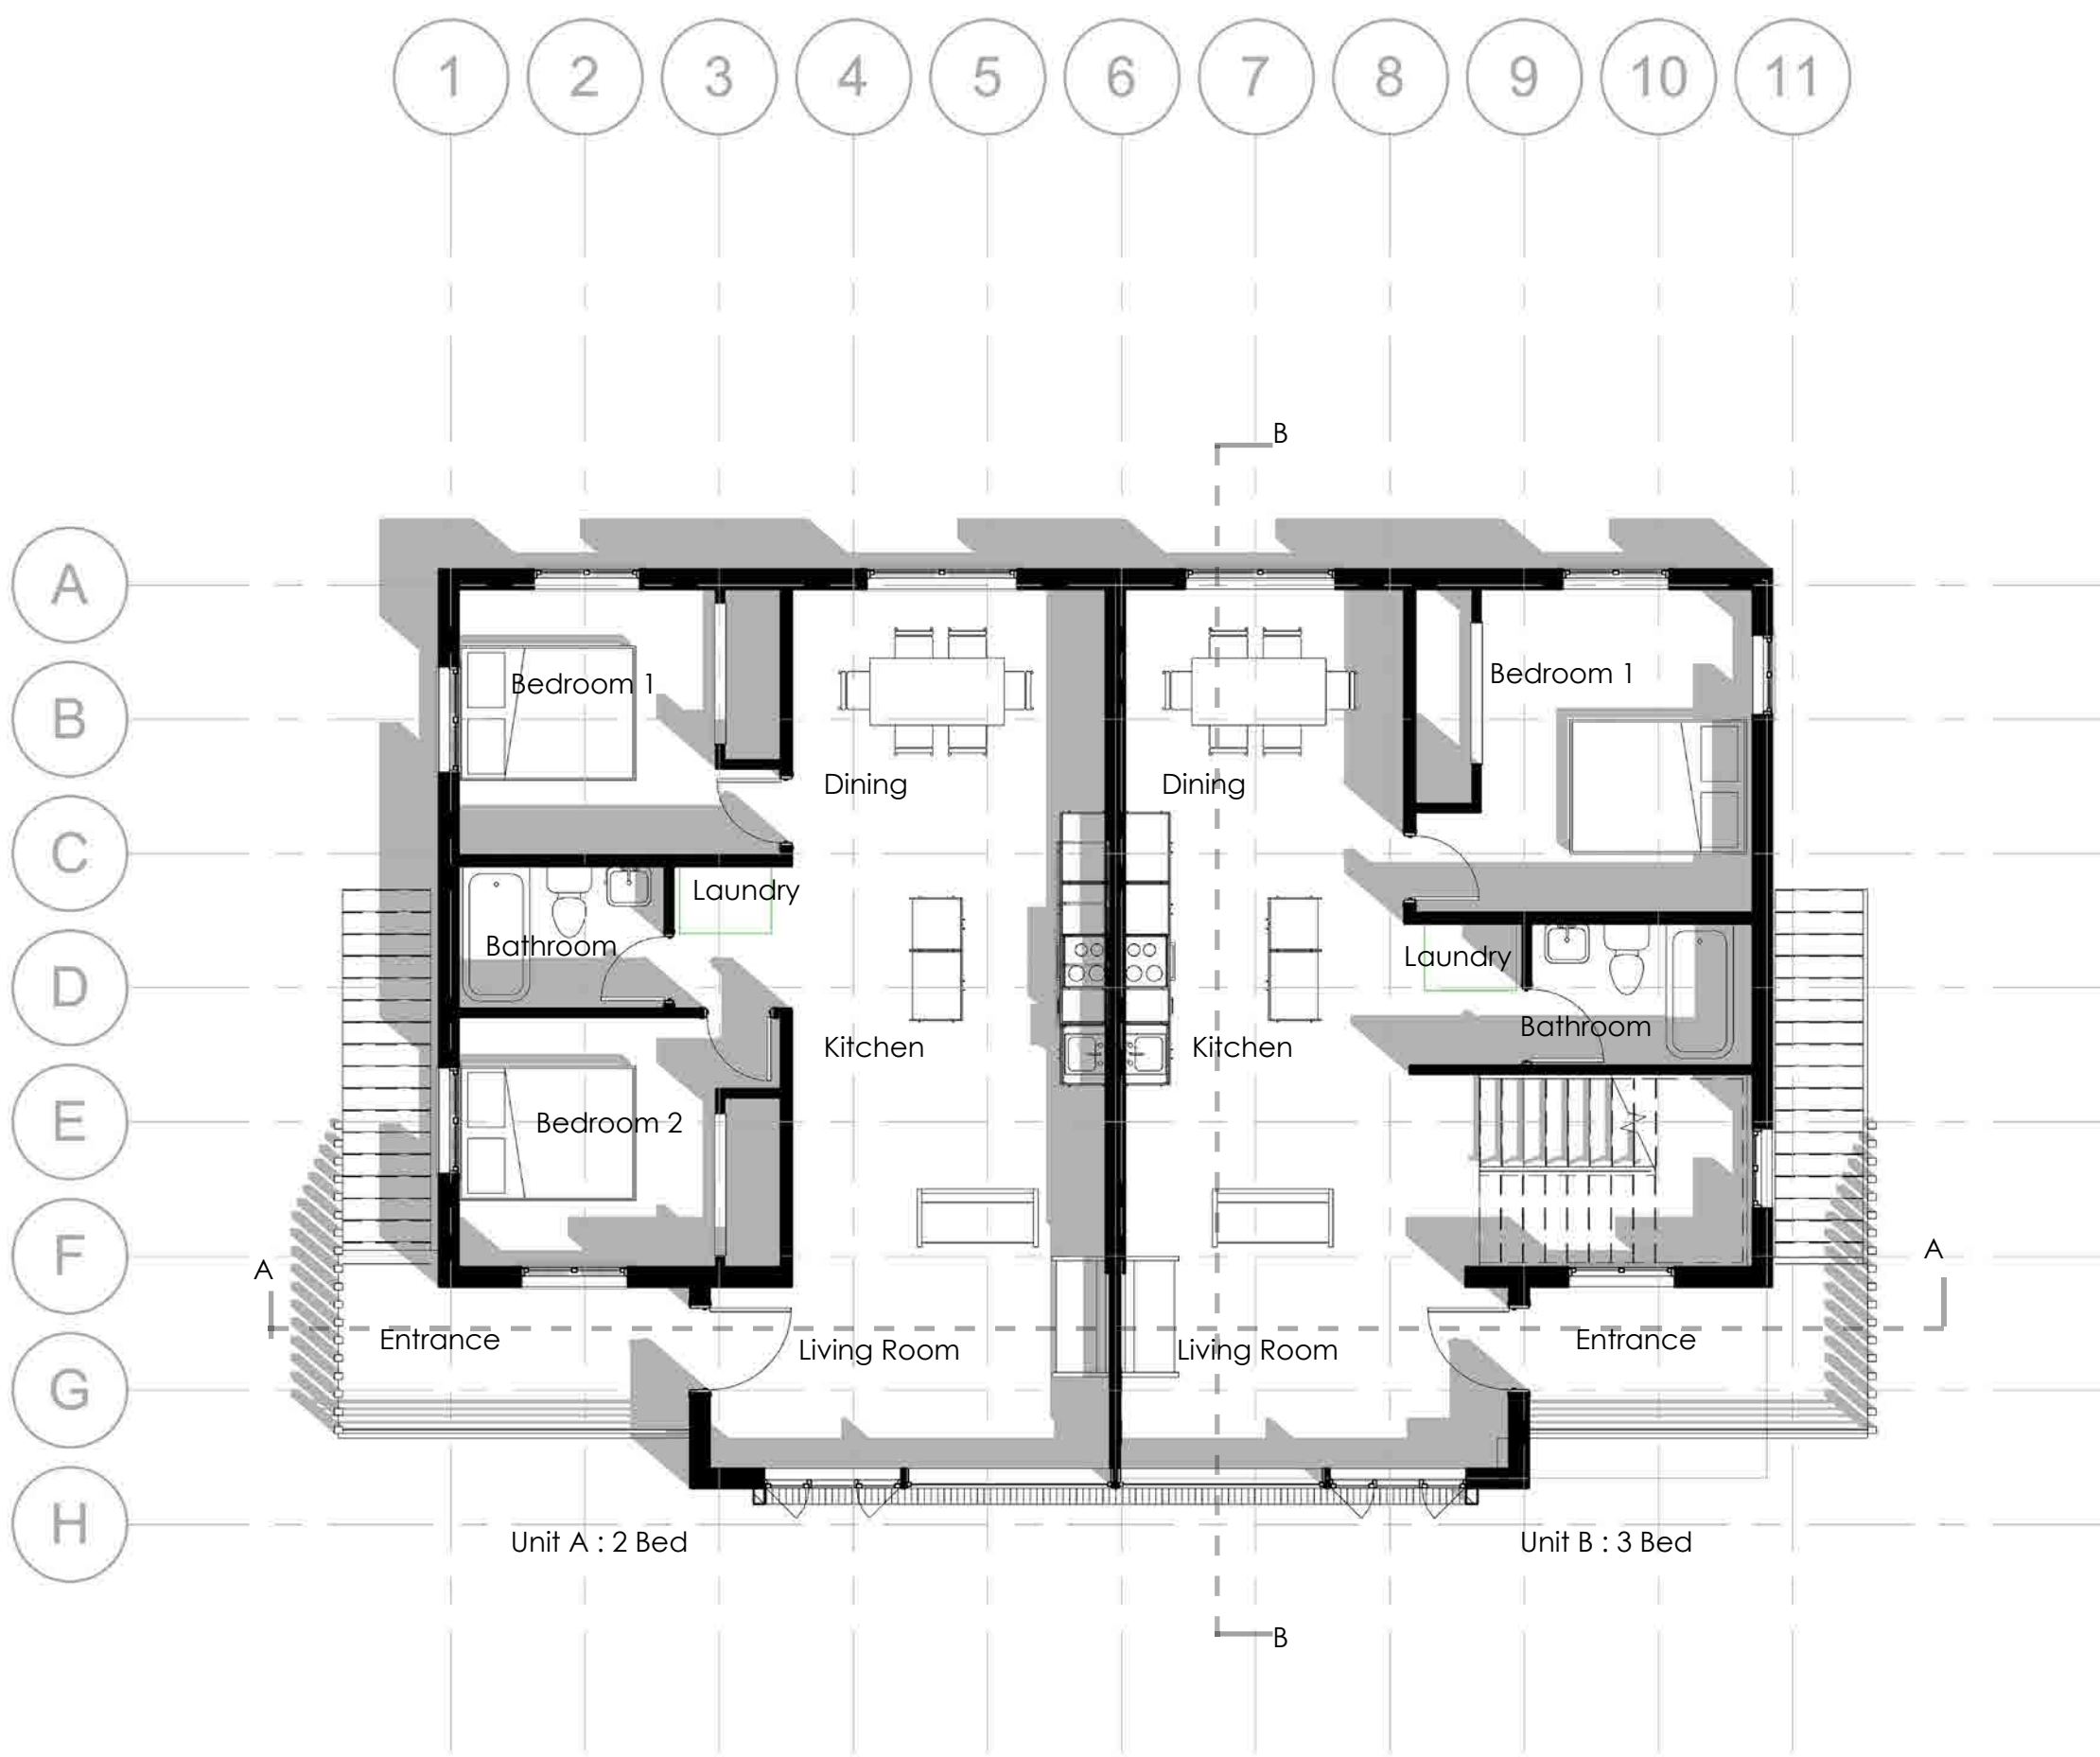 1 2 3 4 5 6 7 8 9 10 11
B
A
B
Bedroom 1
Bedroom 1
Dining
Dining
C
Laundry
Bathroom
Laundry
D
Bathroom
Kitchen
Kitchen
E
Bedroom 2
F
A
A
Entrance
Living Room
Living Room
Entrance
G
H
Unit A : 2 Bed
Unit B : 3 Bed
B